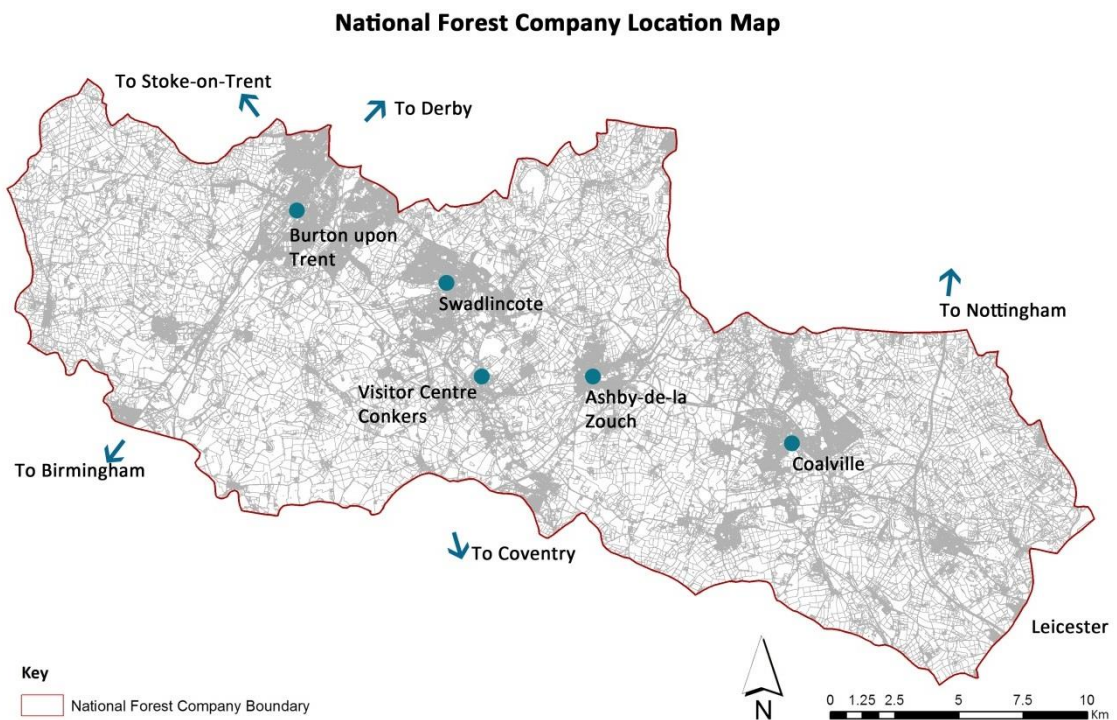 National Forest Company Location Map
To Stoke-on-Trent
To Derby
Burton upon
Trent
Swadlincote
To Nottingham
Visitor Centre
Conkers
Ashby-de-la
Zouch
To Birmingham
Coalville
To Coventry
Leicester
Key
National Forest Company Boundary
N
0 1.25 2.5 5 7.5 10
Km